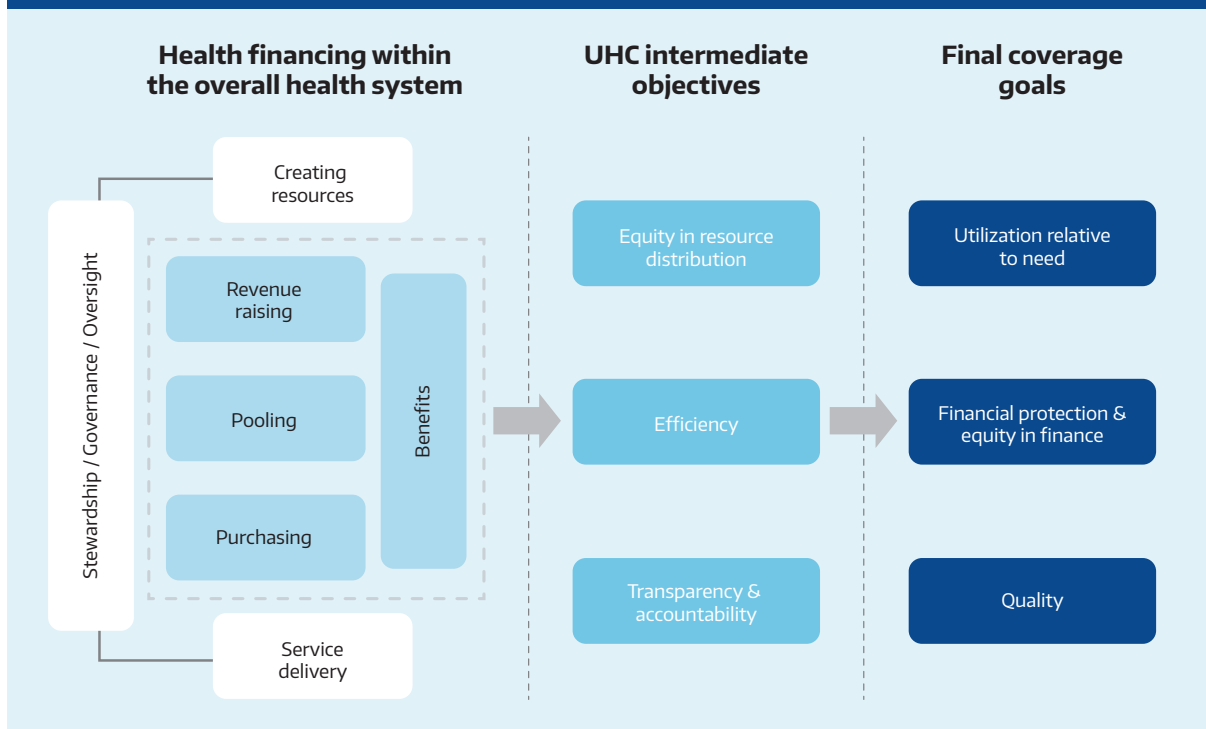 Health financing within
the overall health system
UHC intermediate
objectives
Final coverage
goals
Creating
resources
Stewardship / Governance / Oversight
Revenue
raising
Pooling
Purchasing
Benefits
Service
delivery
Equity in resource
distribution
Efficiency
Transparency &
accountability
Utilization relative
to need
Financial protection &
equity in finance
Quality